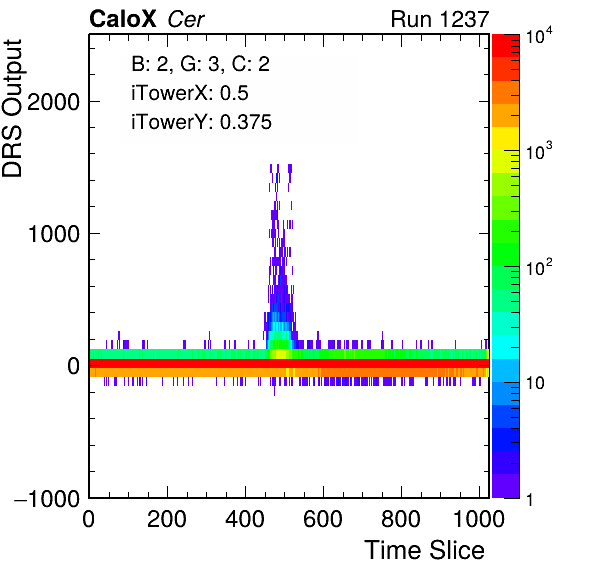 CaloX Cer Run 1237
B: 2, G: 3, C: 2
iTowerX: 0.5
iTowerY: 0.375
DRS Output
2000
1000
0
−1000
0 200 400 600 800 1000
Time Slice
10^4
10^3
10^2
10
1